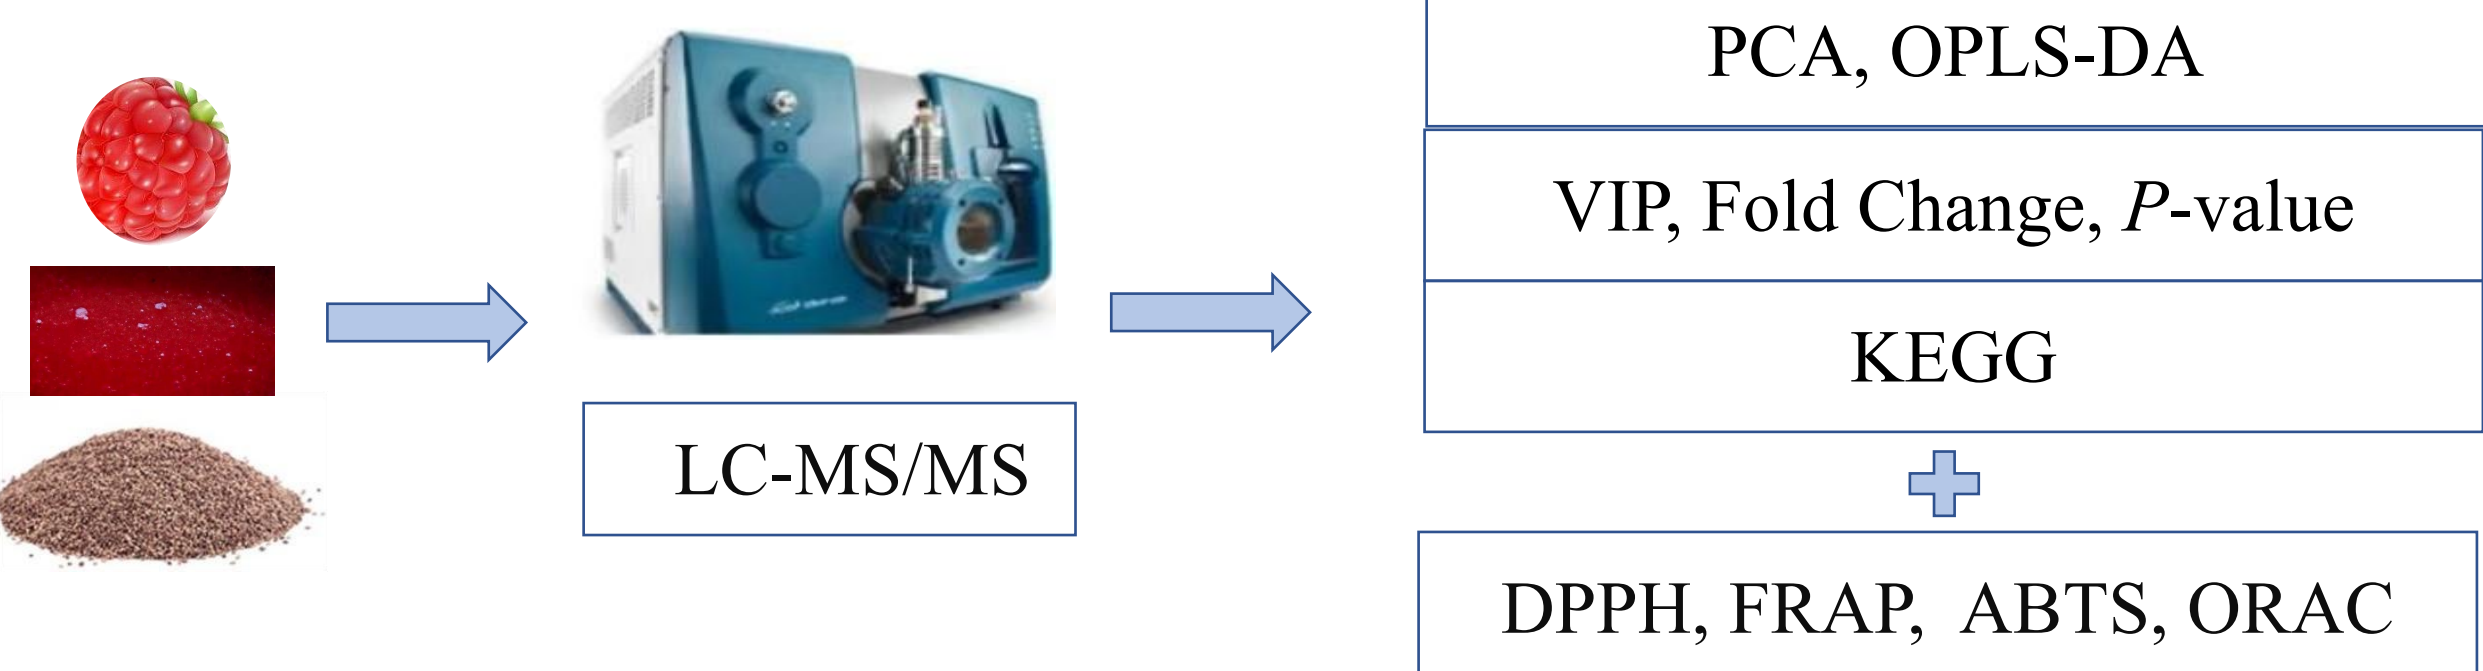 PCA, OPLS-DA
VIP, Fold Change, P-value
KEGG
LC-MS/MS
DPPH, FRAP, ABTS, ORAC